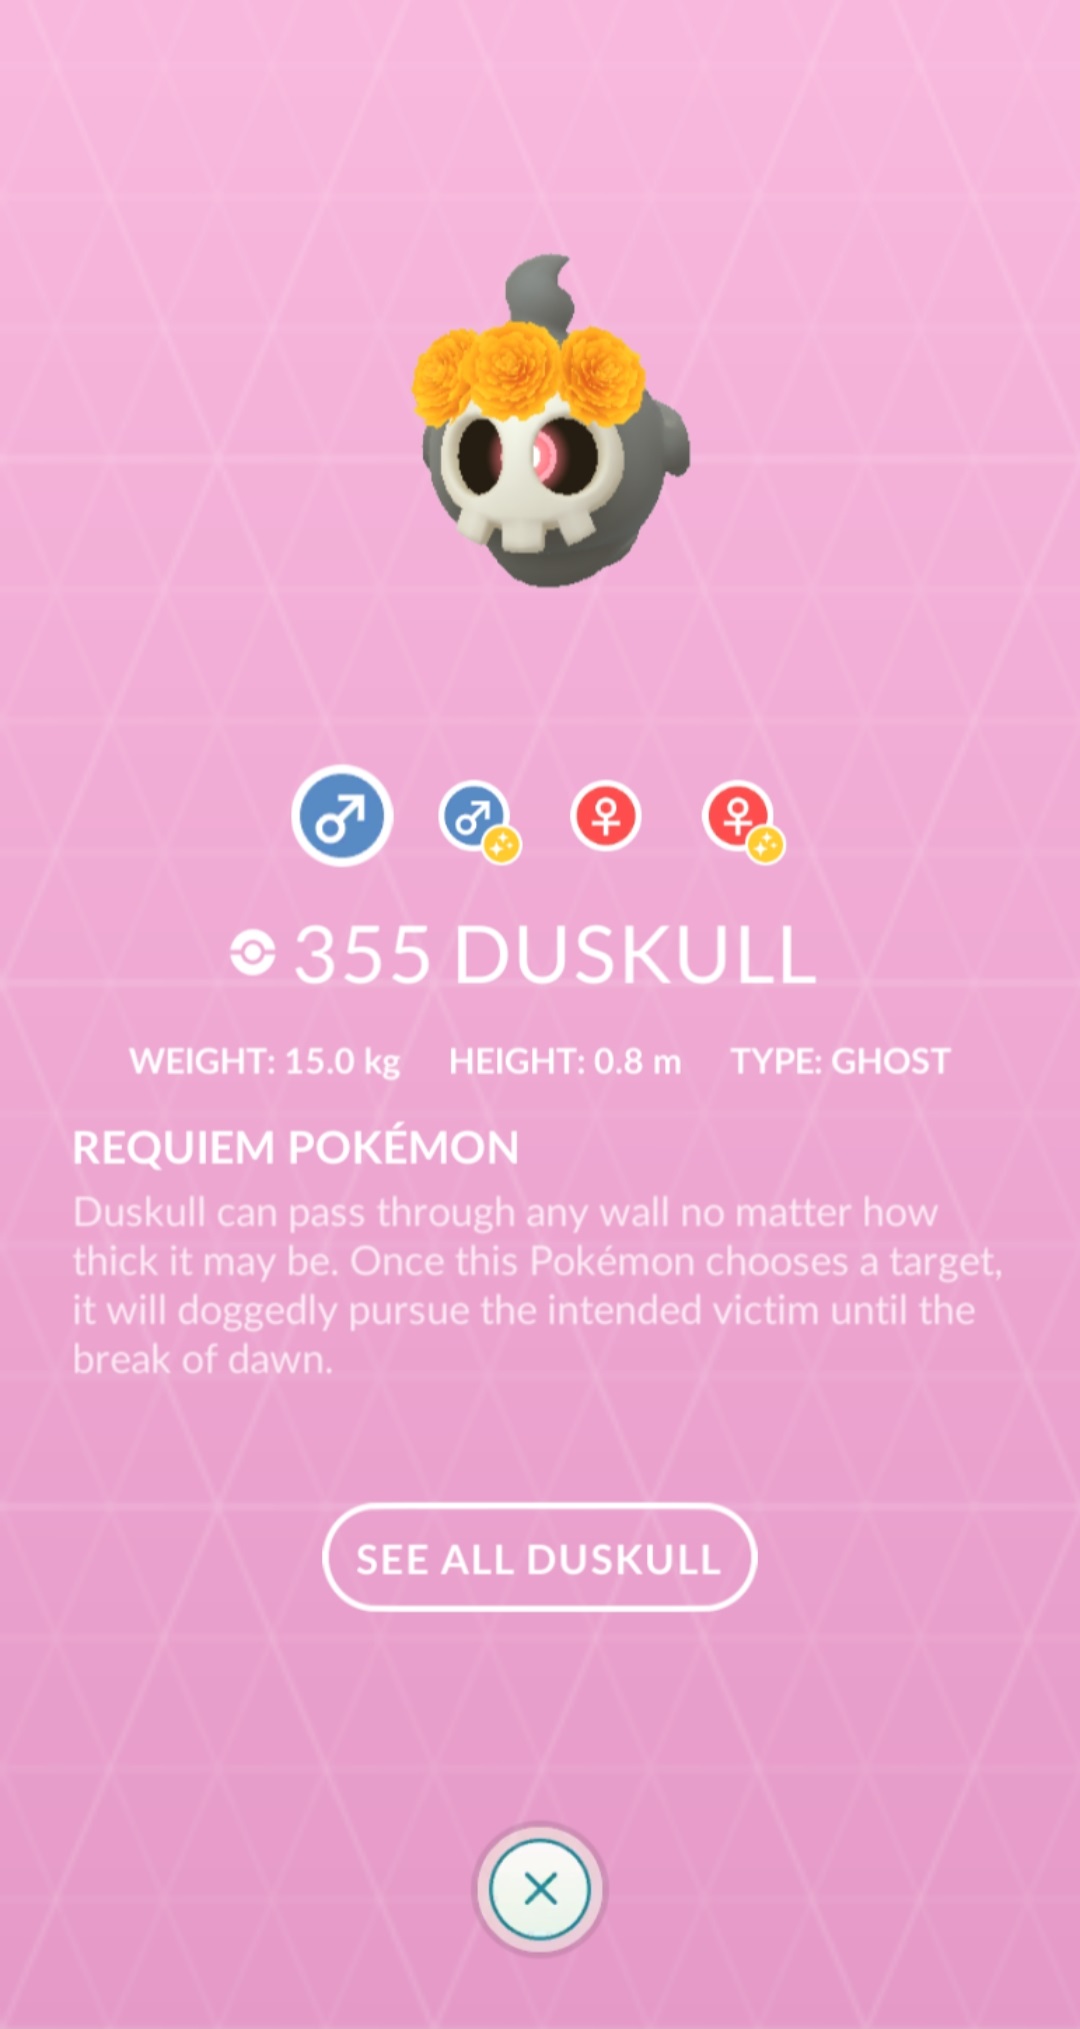 355 DUSKULL
WEIGHT: 15.0 kg HEIGHT: 0.8 m TYPE: GHOST
REQUIEM POKÉMON
Duskull can pass through any wall no matter how
thick it may be. Once this Pokémon chooses a target,
it will doggedly pursue the intended victim until the
break of dawn.
SEE ALL DUSKULL